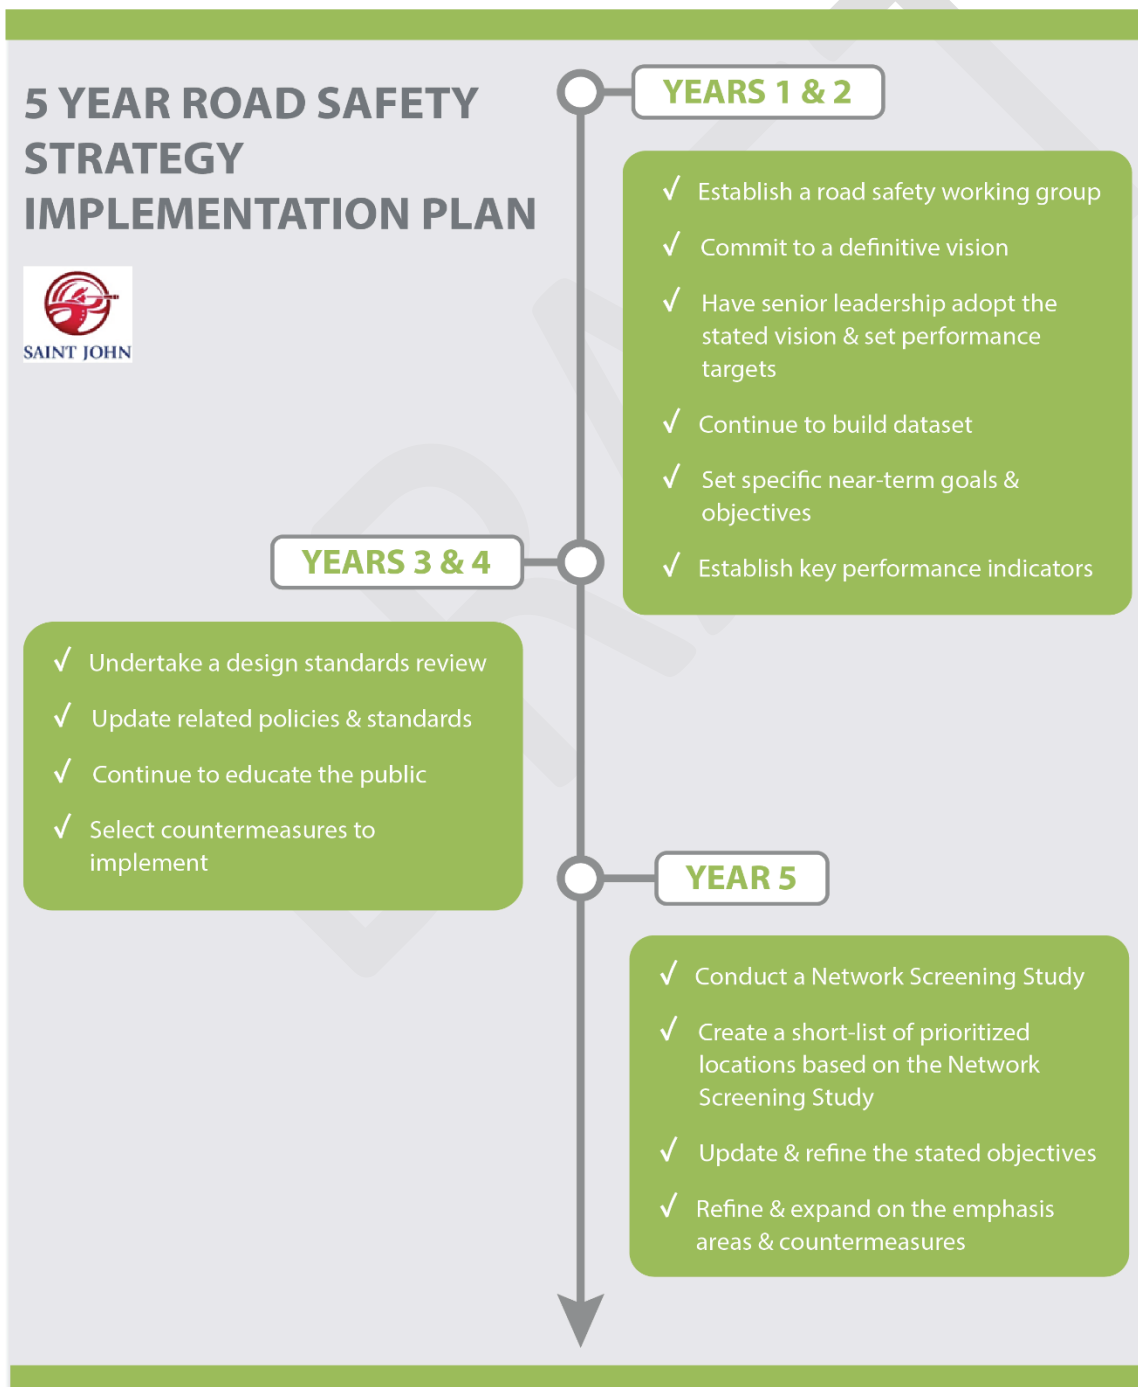 5 YEAR ROAD SAFETY
STRATEGY
IMPLEMENTATION PLAN
SAINT JOHN
YEARS 1 & 2
√ Establish a road safety working group
√ Commit to a definitive vision
√ Have senior leadership adopt the
stated vision & set performance
targets
√ Continue to build dataset
√ Set specific near-term goals &
objectives
√ Establish key performance indicators
YEARS 3 & 4
√ Undertake a design standards review
√ Update related policies & standards
√ Continue to educate the public
√ Select countermeasures to
implement
YEAR 5
√ Conduct a Network Screening Study
√ Create a short-list of prioritized
locations based on the Network
Screening Study
√ Update & refine the stated objectives
√ Refine & expand on the emphasis
areas & countermeasures
DRAFT